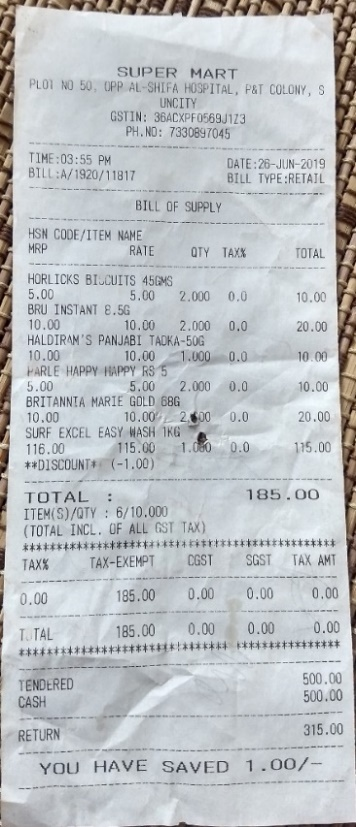 SUPER MART
PLOT NO 50, OPP AL-SHIFA HOSPITAL, P&T COLONY, S
UNCITY
GSTIN: 36ACXPF0569J1Z3
PH.NO: 7330897045
TIME:03:55 PM DATE:26-JUN-2019
BILL:A/1920/11817 BILL TYPE:RETAIL
BILL OF SUPPLY
HSN CODE/ITEM NAME
MRP RATE QTY TAX% TOTAL
HORLICKS BISCUITS 45GMS
5.00 5.00 2.000 0.0 10.00
BRU INSTANT 8.5G
10.00 10.00 2.000 0.0 20.00
HALDIRAM'S PANJABI TADKA-50G
10.00 10.00 1.000 0.0 10.00
PARLE HAPPY HAPPY RS 5
5.00 5.00 2.000 0.0 10.00
BRITANNIA MARIE GOLD 88G
10.00 10.00 2.000 0.0 20.00
SURF EXCEL EASY WASH 1KG
116.00 115.00 1.000 0.0 115.00
**DISCOUNT* (-1.00)
TOTAL : 185.00
ITEM(S)/QTY : 6/10.000
(TOTAL INCL. OF ALL GST TAX)
TAX% TAX-EXEMPT CGST SGST TAX AMT
0.00 185.00 0.00 0.00 0.00
TOTAL 185.00 0.00 0.00 0.00
TENDERED 500.00
CASH 500.00
RETURN 315.00
YOU HAVE SAVED 1.00/-